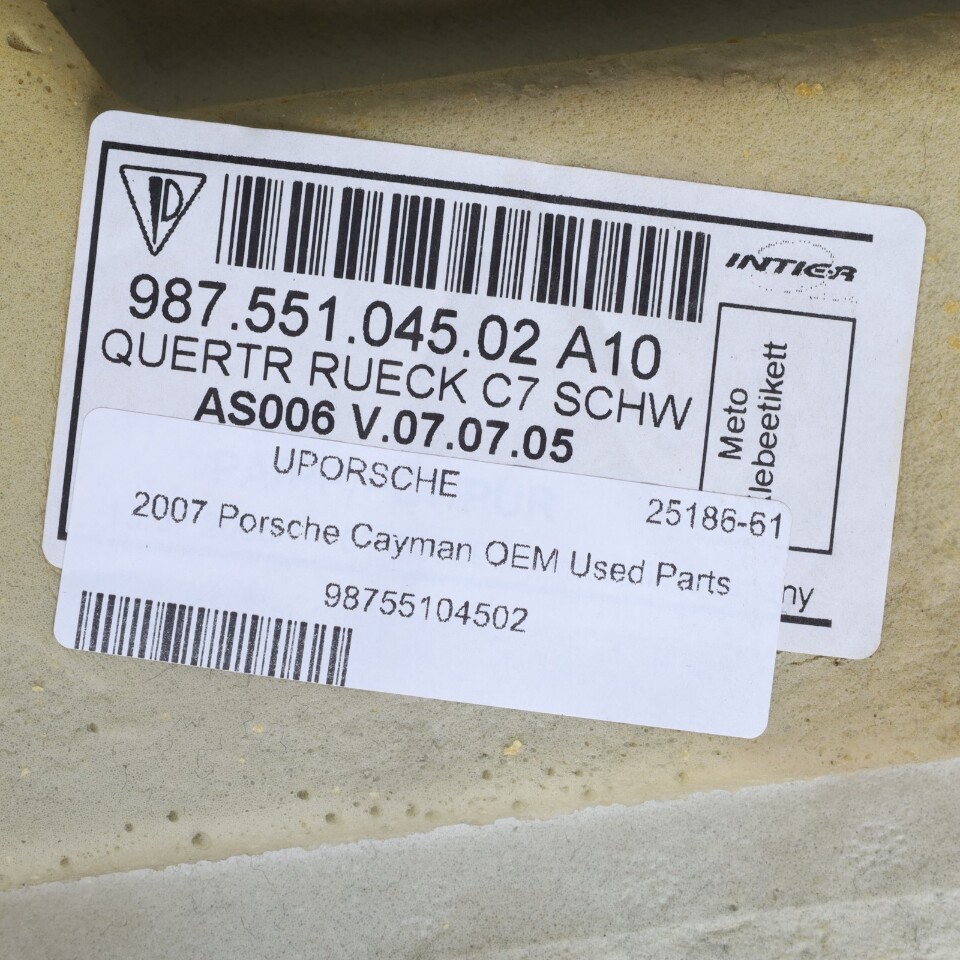 INTIER
987.551.045.02 A10
QUERTR RUECK C7 SCHW
AS006 V.07.07.05
Meto
UPORSCHE
25186-61
2007 Porsche Cayman OEM Used Parts
98755104502